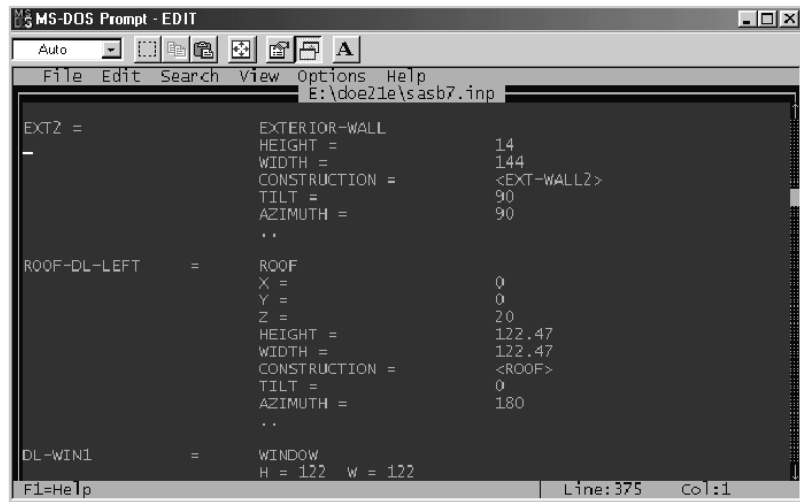 MS-DOS Prompt - EDIT
Auto A
File Edit Search View Options Help
E:\doe21e\sasb7.inp
EXT2 = EXTERIOR-WALL
HEIGHT = 14
WIDTH = 144
CONSTRUCTION = <EXT-WALL2>
TILT = 90
AZIMUTH = 90
..
ROOF-DL-LEFT = ROOF
X = 0
Y = 0
Z = 20
HEIGHT = 122.47
WIDTH = 122.47
CONSTRUCTION = <ROOF>
TILT = 0
AZIMUTH = 180
..
DL-WIN1 = WINDOW
H = 122 W = 122
F1=Help Line:375 Col:1